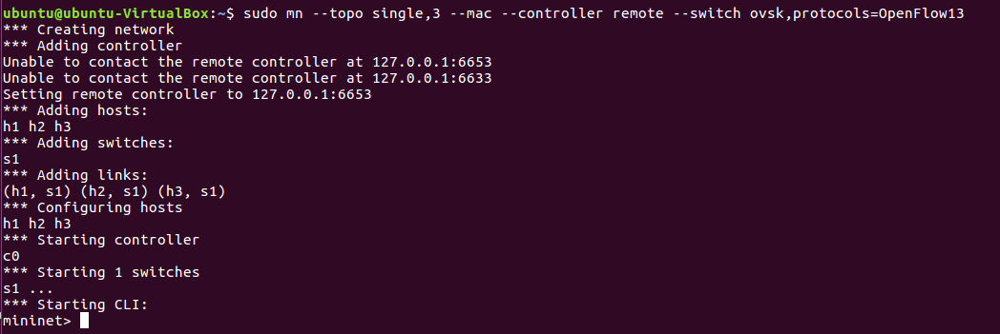 ubuntu@ubuntu-VirtualBox:~$ sudo mn --topo single,3 --mac --controller remote --switch ovsk,protocols=OpenFlow13
*** Creating network
*** Adding controller
Unable to contact the remote controller at 127.0.0.1:6653
Unable to contact the remote controller at 127.0.0.1:6633
Setting remote controller to 127.0.0.1:6653
*** Adding hosts:
h1 h2 h3
*** Adding switches:
s1
*** Adding links:
(h1, s1) (h2, s1) (h3, s1)
*** Configuring hosts
h1 h2 h3
*** Starting controller
c0
*** Starting 1 switches
s1 ...
*** Starting CLI:
mininet>